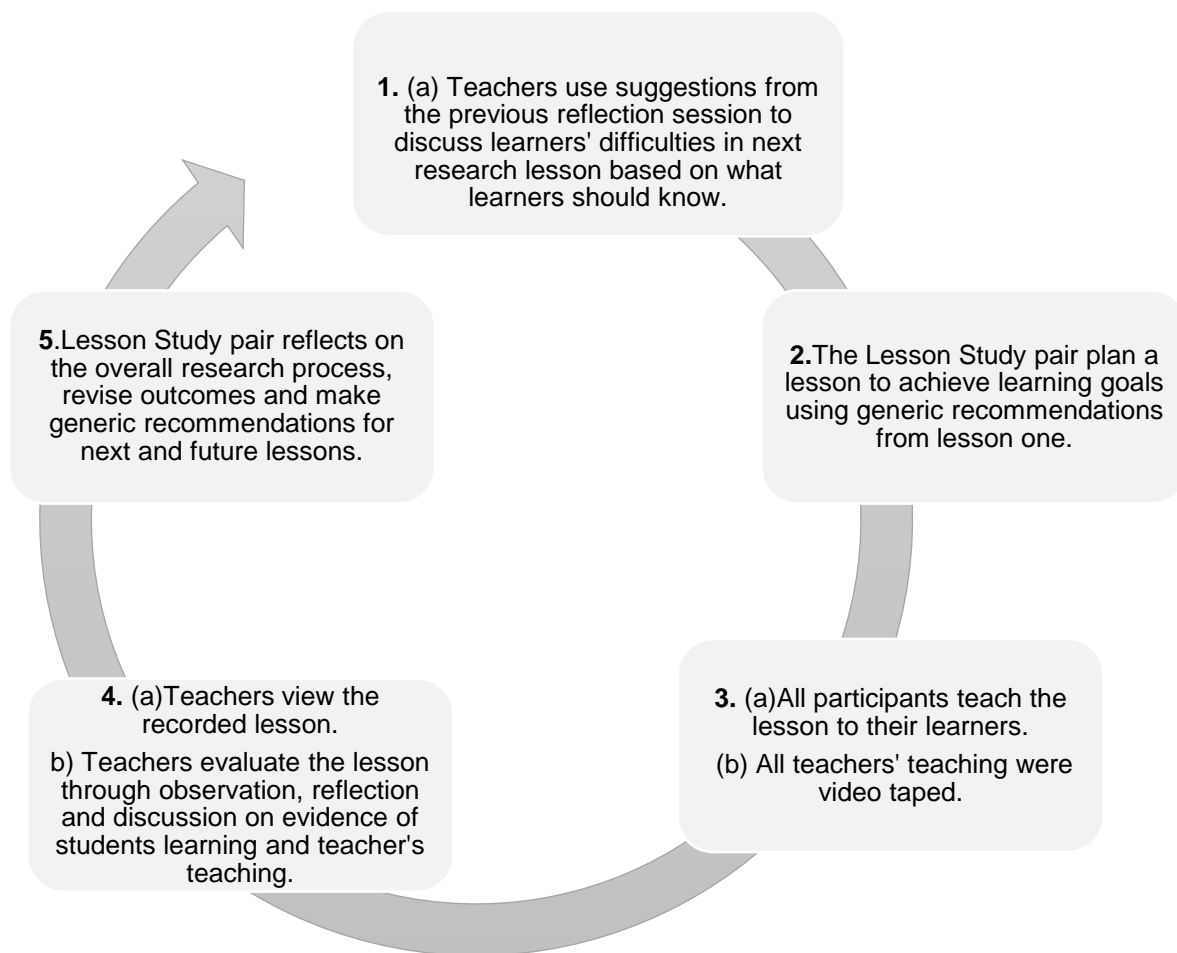 1. (a) Teachers use suggestions from
the previous reflection session to
discuss learners' difficulties in next
research lesson based on what
learners should know.
2.The Lesson Study pair plan a
lesson to achieve learning goals
using generic recommendations
from lesson one.
3. (a)All participants teach the
lesson to their learners.
(b) All teachers' teaching were
video taped.
4. (a)Teachers view the
recorded lesson.
b) Teachers evaluate the lesson
through observation, reflection
and discussion on evidence of
students learning and teacher's
teaching.
5.Lesson Study pair reflects on
the overall research process,
revise outcomes and make
generic recommendations for
next and future lessons.